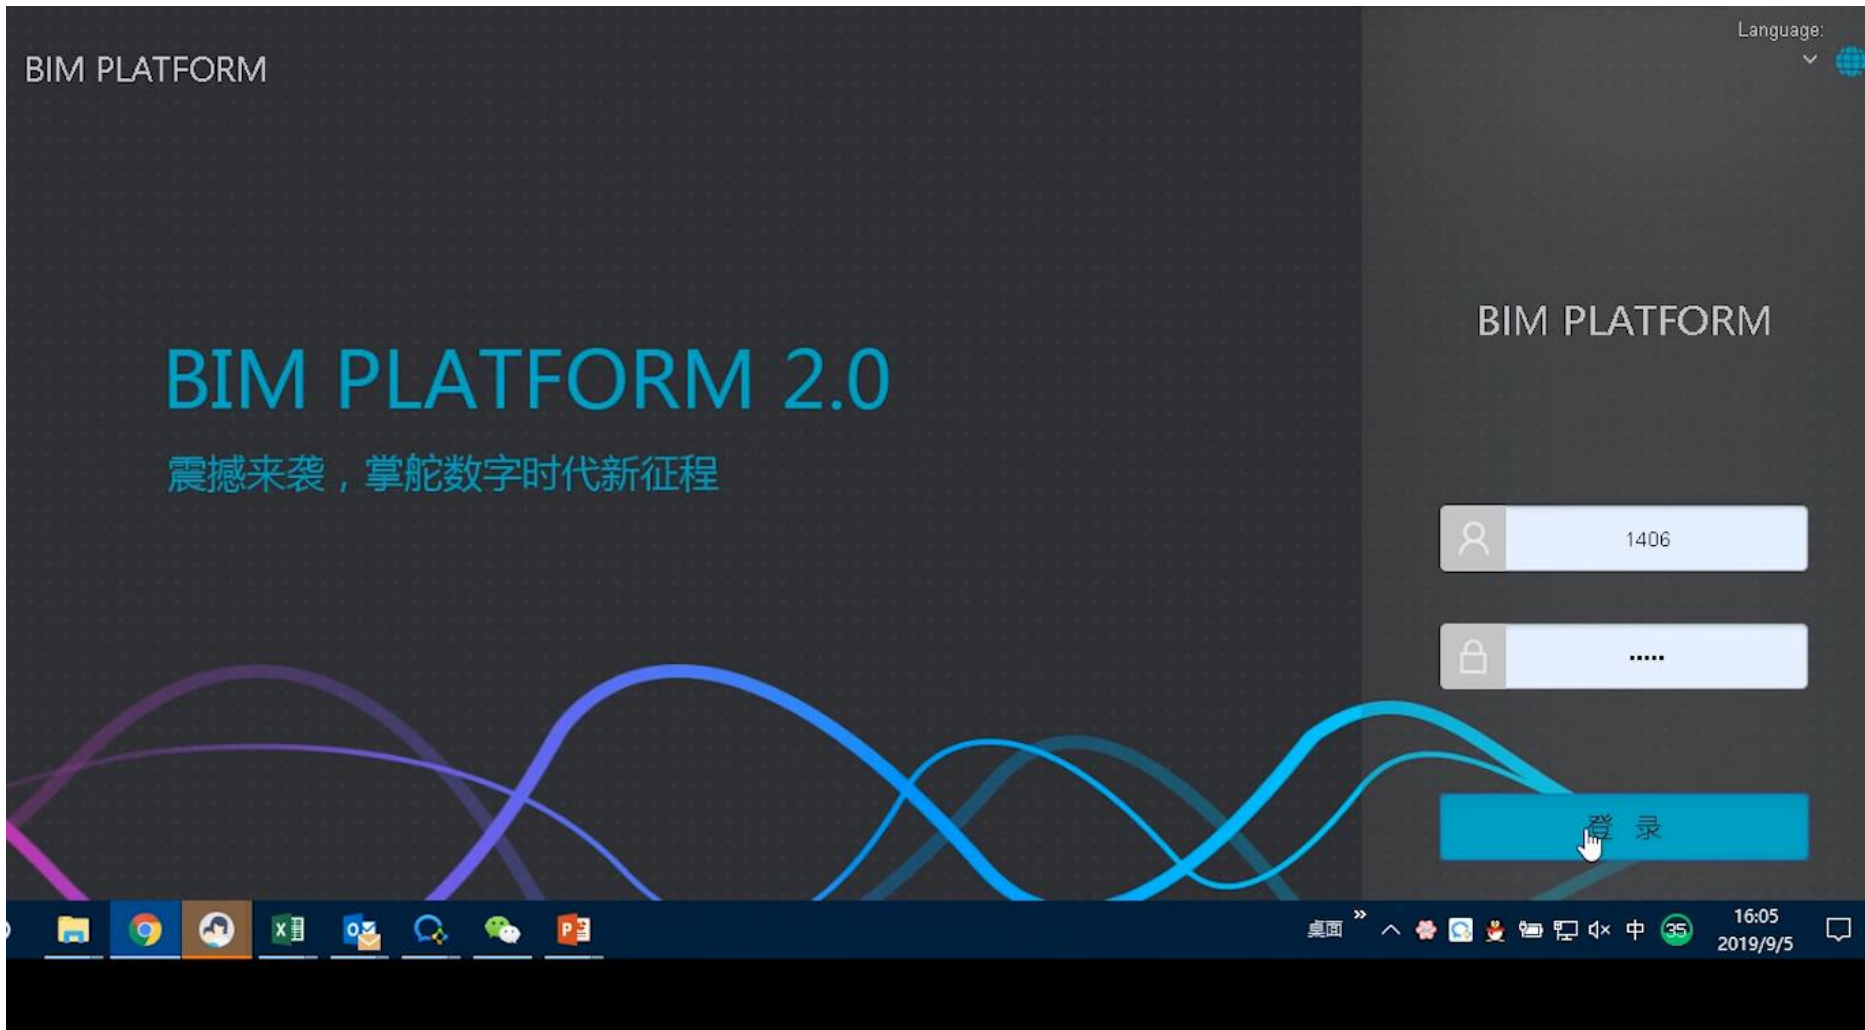 Language:
BIM PLATFORM
BIM PLATFORM
BIM PLATFORM 2.0
震撼来袭，掌舵数字时代新征程
1406
•••••
登 录
桌面
中
35
16:05
2019/9/5